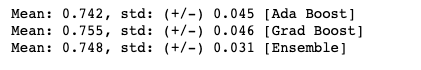 Mean: 0.742, std: (+/-) 0.045 [Ada Boost]
Mean: 0.755, std: (+/-) 0.046 [Grad Boost]
Mean: 0.748, std: (+/-) 0.031 [Ensemble]